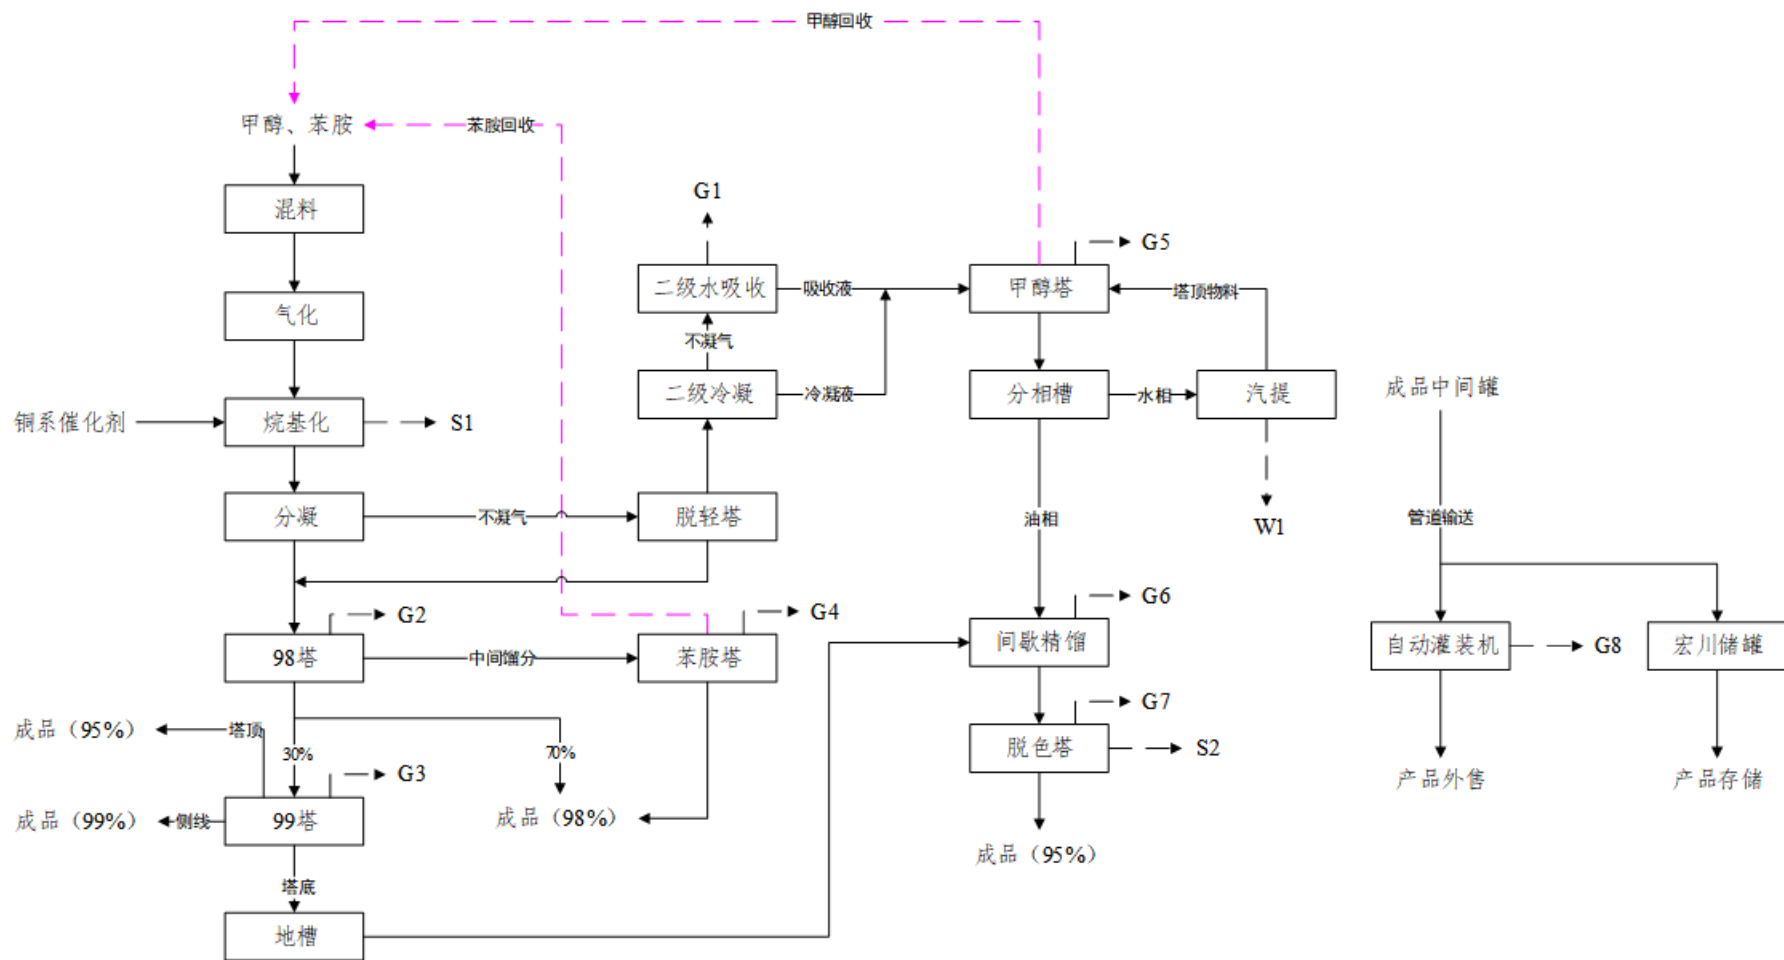 甲醇回收
甲醇、苯胺
苯胺回收
混料
G1
G5
气化
二级水吸收
吸收液
甲醇塔
塔顶物料
不凝气
铜系催化剂
烷基化
S1
二级冷凝
冷凝液
分相槽
水相
汽提
成品中间罐
分凝
不凝气
脱轻塔
油相
W1
管道输送
G2
G4
G6
98塔
中间馏分
苯胺塔
间歇精馏
自动灌装机
G8
宏川储罐
成品（95%）
塔顶
30%
70%
G7
脱色塔
S2
G3
产品外售
产品存储
成品（99%）
侧线
99塔
成品（98%）
成品（95%）
塔底
地槽